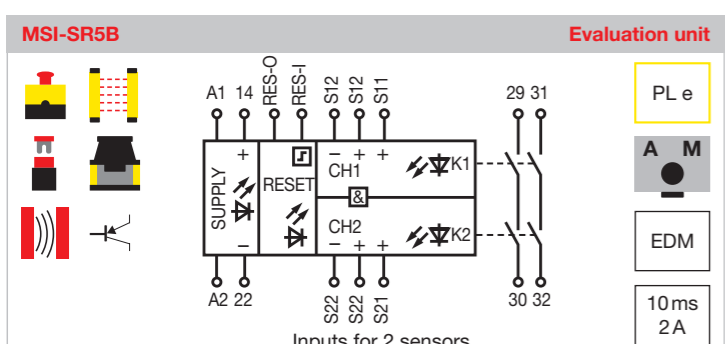 MSI-SR5B Evaluation unit
A1 14 RES-O RES-I S12 S12 S11 29 31
PL e
+ − + +
CH1 K1
A M
SUPPLY RESET &
CH2 K2
− − + +
EDM
A2 22 S22 S22 S21 30 32
10 ms
2 A
Inputs for 2 sensors